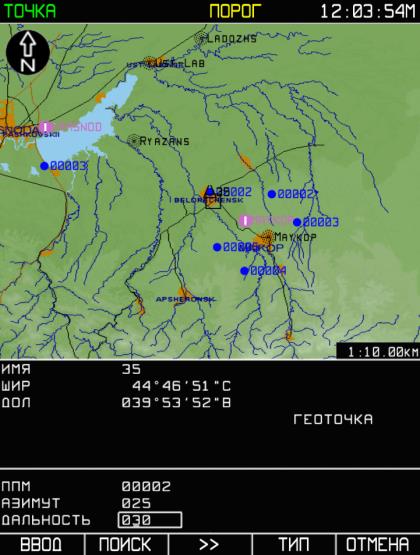 ТОЧКА ПОРОГ 12:03:54М
LADOZHS
UST LAB
RYAZANS
00003
00002
BELORECHENSK
00002
00003
MAYKOP
00004
APSHERONSK
1:10.00КМ
ИМЯ 35
ШИР 44°46'51"С
ДОЛ 039°53'52"В
ГЕОТОЧКА
ППМ 00002
АЗИМУТ 025
ДАЛЬНОСТЬ 030
ВВОД ПОИСК >> ТИП ОТМЕНА